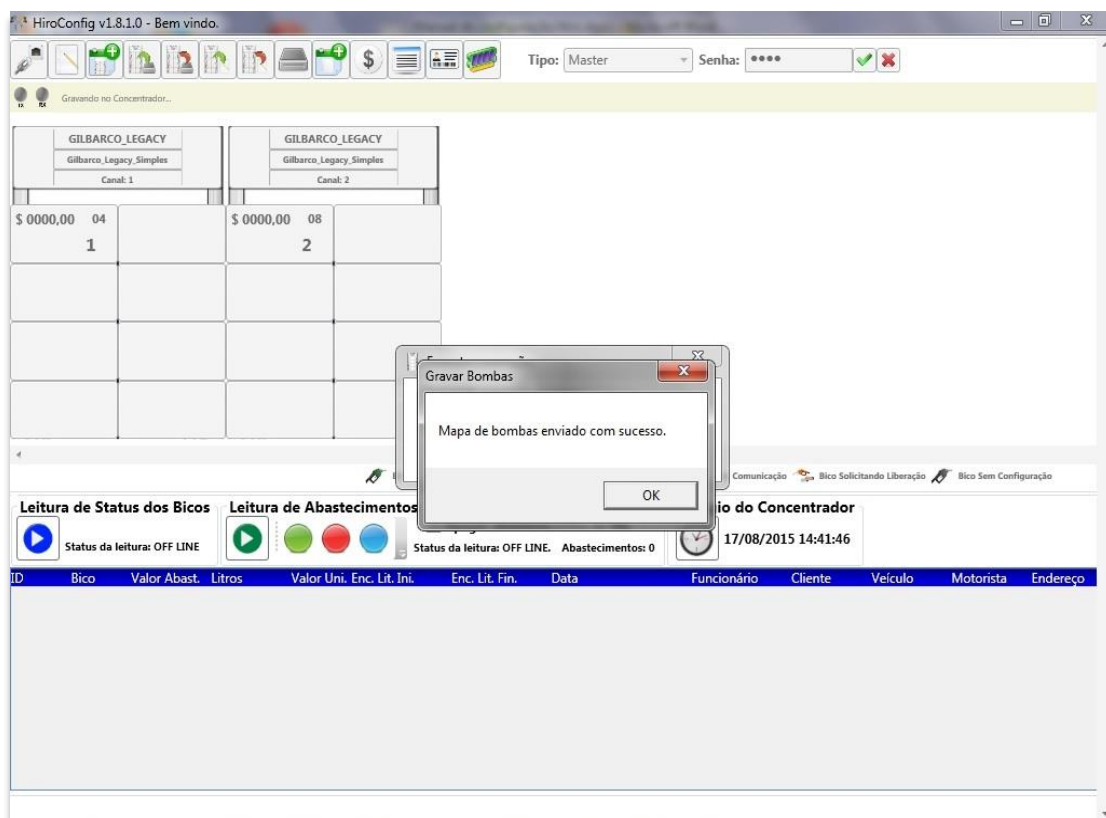 HiroConfig v1.8.1.0 - Bem vindo.
Tipo: Master Senha: ••••
TX RX Gravando no Concentrador...
GILBARCO_LEGACY GILBARCO_LEGACY
Gilbarco_Legacy_Simples Gilbarco_Legacy_Simples
Canal: 1 Canal: 2
$ 0000,00 04 $ 0000,00 08
1 2
Gravar Bombas
Mapa de bombas enviado com sucesso.
OK
Comunicação Bico Solicitando Liberação Bico Sem Configuração
Leitura de Status dos Bicos Leitura de Abastecimentos do Concentrador
Status da leitura: OFF LINE Status da leitura: OFF LINE. Abastecimentos: 0 17/08/2015 14:41:46
ID Bico Valor Abast. Litros Valor Uni. Enc. Lit. Ini. Enc. Lit. Fin. Data Funcionário Cliente Veículo Motorista Endereço